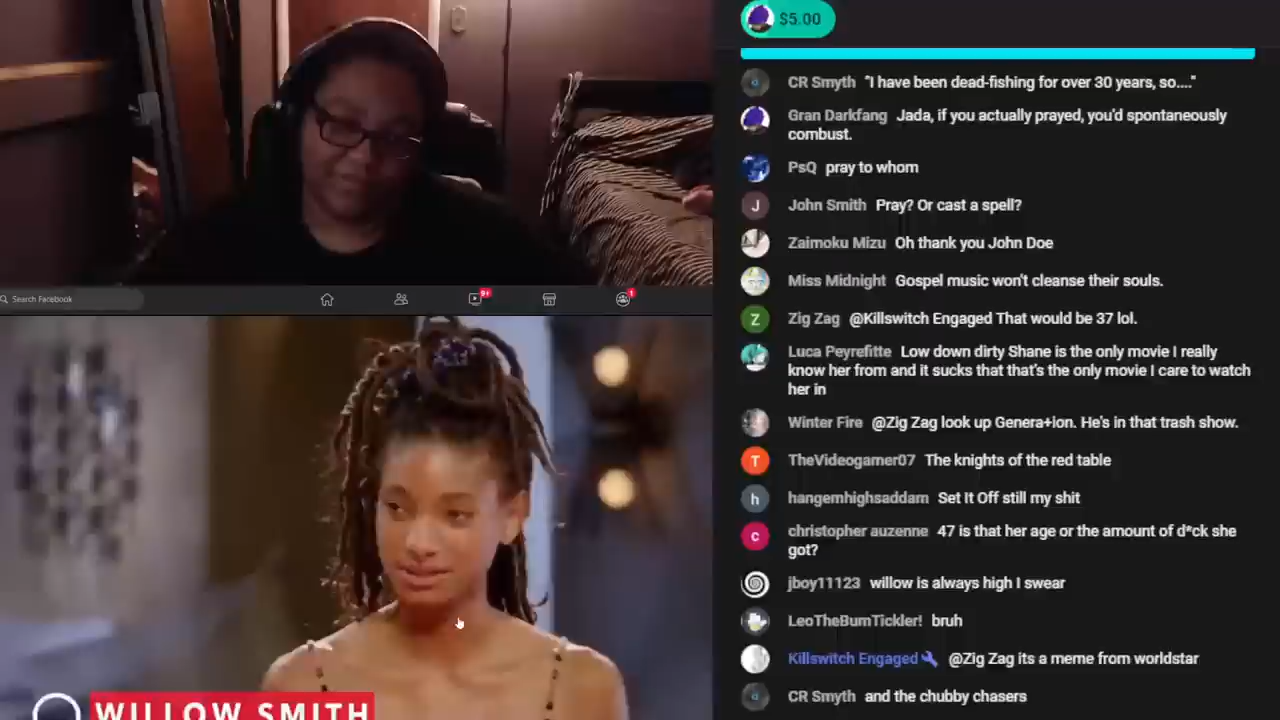 $5.00
CR Smyth "I have been dead-fishing for over 30 years, so...."
Gran Darkfang Jada, if you actually prayed, you'd spontaneously
combust.
PsQ pray to whom
J
John Smith Pray? Or cast a spell?
Zaimoku Mizu Oh thank you John Doe
Miss Midnight Gospel music won't cleanse their souls.
Z
Zig Zag @Killswitch Engaged That would be 37 lol.
Luca Peyrefitte Low down dirty Shane is the only movie I really
know her from and it sucks that that's the only movie I care to watch
her in
Winter Fire @Zig Zag look up Genera+ion. He's in that trash show.
T
TheVideogamer07 The knights of the red table
h
hangemhighsaddam Set It Off still my shit
c
christopher auzenne 47 is that her age or the amount of d*ck she
got?
jboy11123 willow is always high I swear
LeoTheBumTickler! bruh
Killswitch Engaged @Zig Zag its a meme from worldstar
CR Smyth and the chubby chasers
Search Facebook
9+
1
WILLOW SMITH